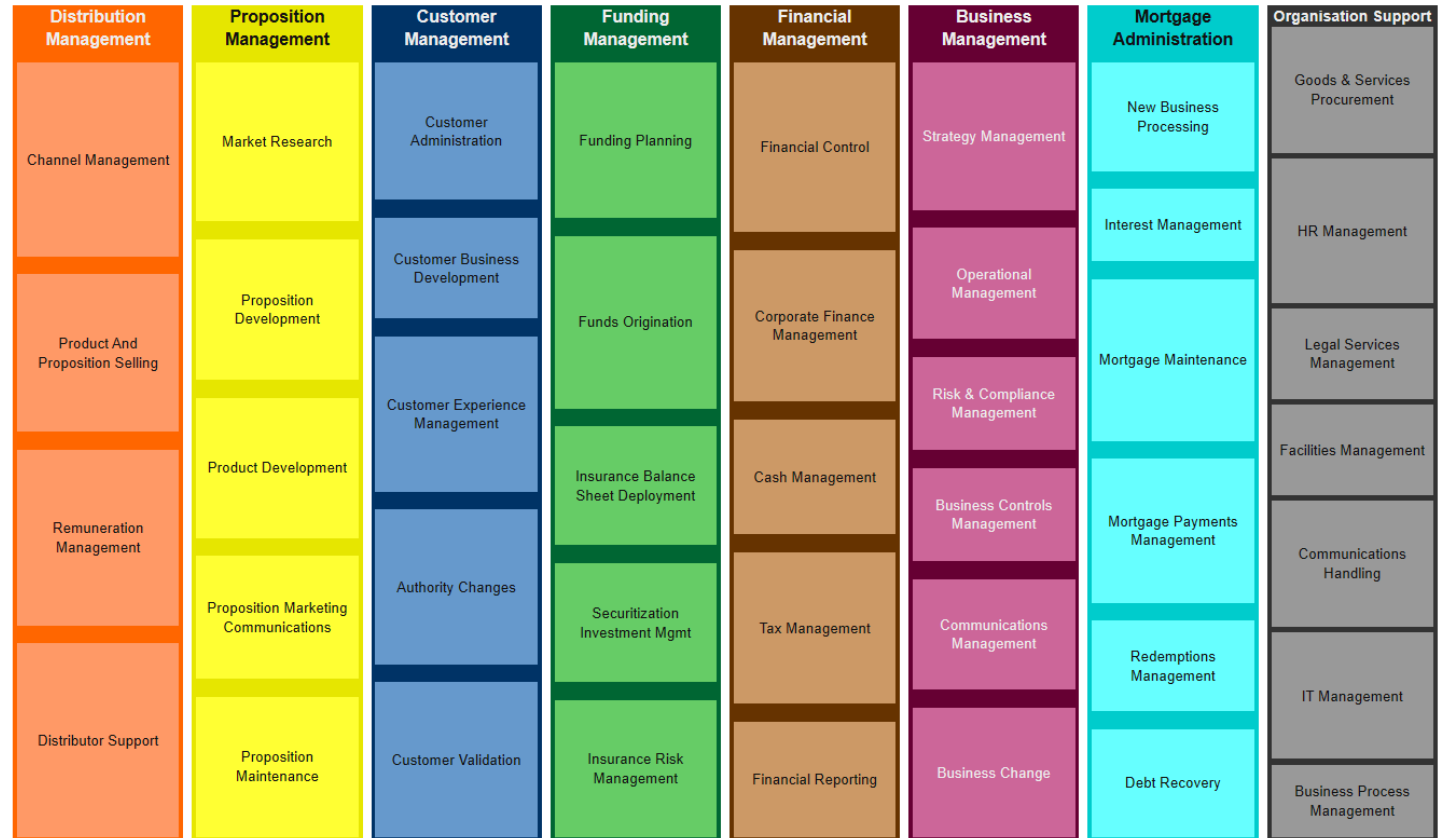 Distribution
Management
Channel Management
Product And
Proposition Selling
Remuneration
Management
Distributor Support
Proposition
Management
Market Research
Proposition
Development
Product Development
Proposition Marketing
Communications
Proposition
Maintenance
Customer
Management
Customer
Administration
Customer Business
Development
Customer Experience
Management
Authority Changes
Customer Validation
Funding
Management
Funding Planning
Funds Origination
Insurance Balance
Sheet Deployment
Securitization
Investment Mgmt
Insurance Risk
Management
Financial
Management
Financial Control
Corporate Finance
Management
Cash Management
Tax Management
Financial Reporting
Business
Management
Strategy Management
Operational
Management
Risk & Compliance
Management
Business Controls
Management
Communications
Management
Business Change
Mortgage
Administration
New Business
Processing
Interest Management
Mortgage Maintenance
Mortgage Payments
Management
Redemptions
Management
Debt Recovery
Organisation Support
Goods & Services
Procurement
HR Management
Legal Services
Management
Facilities Management
Communications
Handling
IT Management
Business Process
Management